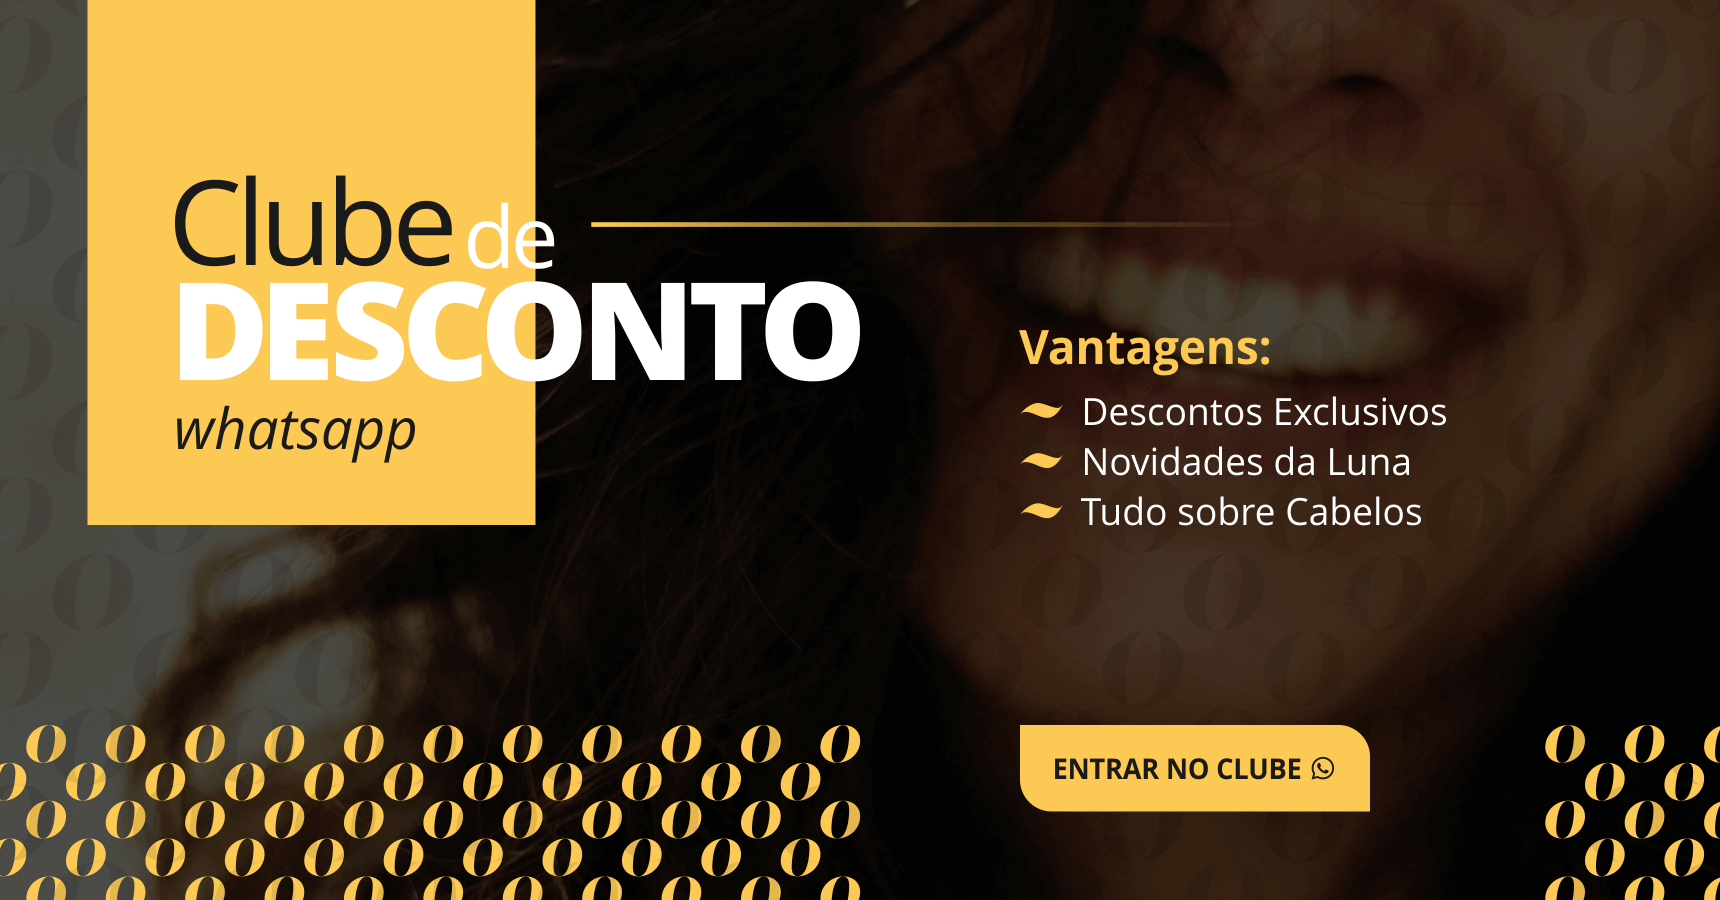 Clube de
DESCONTO
whatsapp
Vantagens:
Descontos Exclusivos
Novidades da Luna
Tudo sobre Cabelos
ENTRAR NO CLUBE